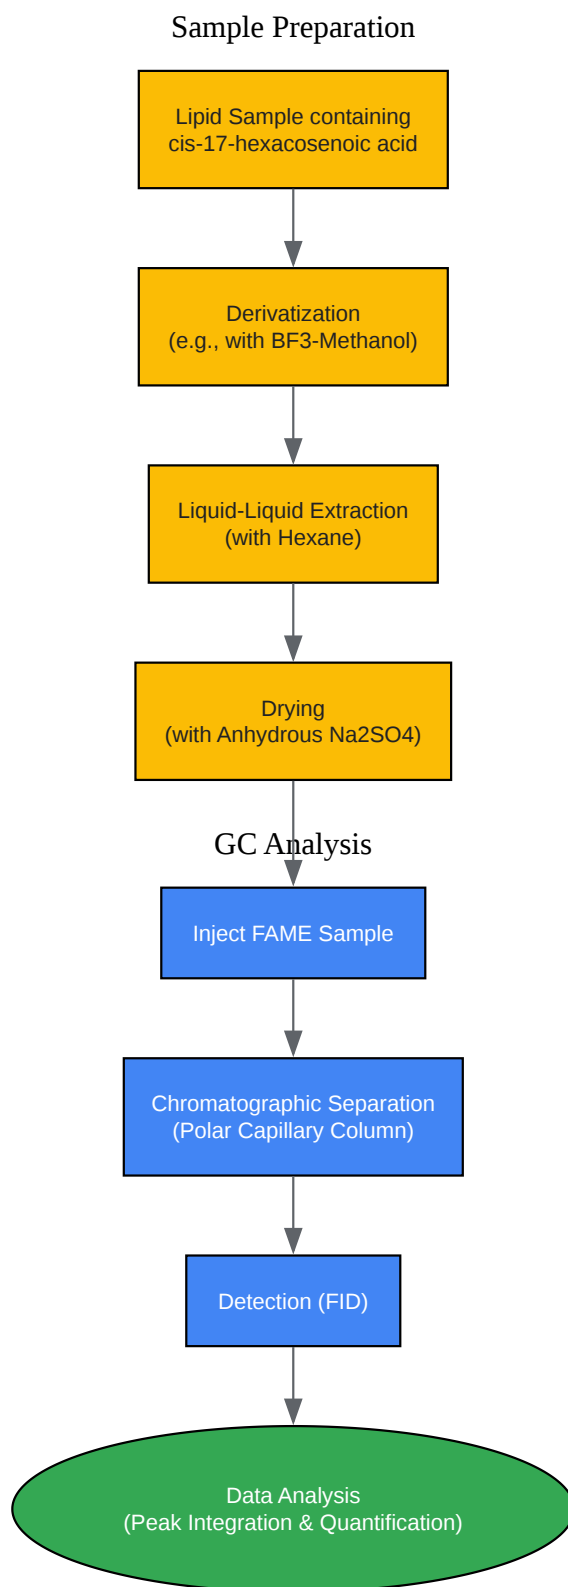 Sample Preparation
Lipid Sample containing
cis-17-hexacosenoic acid
Derivatization
(e.g., with BF3-Methanol)
Liquid-Liquid Extraction
(with Hexane)
Drying
(with Anhydrous Na2SO4)
GC Analysis
Inject FAME Sample
Chromatographic Separation
(Polar Capillary Column)
Detection (FID)
Data Analysis
(Peak Integration & Quantification)